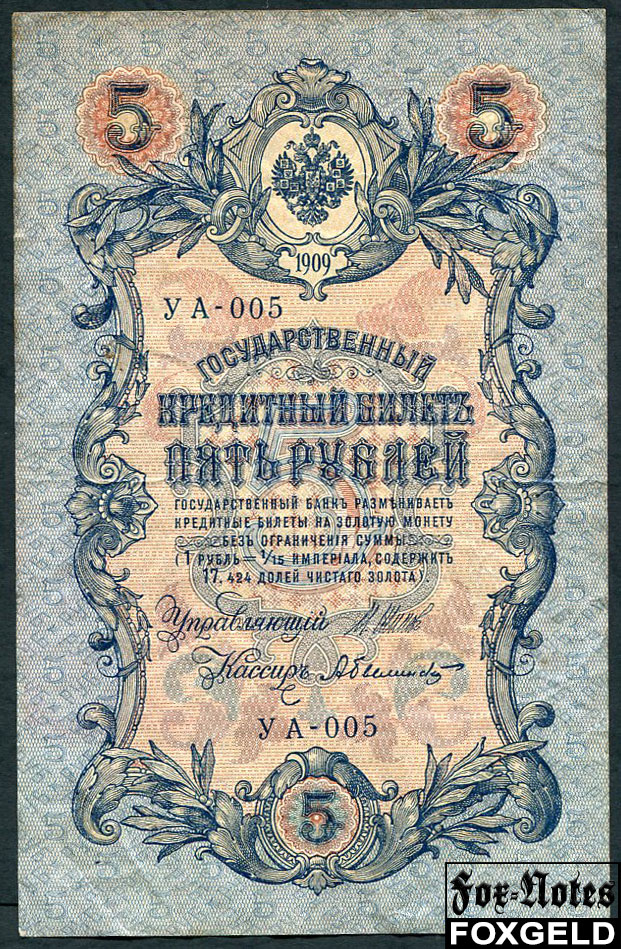 5 5
1909
УА-005
ГОСУДАРСТВЕННЫЙ
КРЕДИТНЫЙ БИЛЕТЪ
ПЯТЬ РУБЛЕЙ
ГОСУДАРСТВЕННЫЙ БАНКЪ РАЗМѢНИВАЕТЪ
КРЕДИТНЫЕ БИЛЕТЫ НА ЗОЛОТУЮ МОНЕТУ
БЕЗЪ ОГРАНИЧЕНІЯ СУММЫ
(1 РУБЛЬ = 1/15 ИМПЕРІАЛА, СОДЕРЖИТЪ
17,424 ДОЛЕЙ ЧИСТАГО ЗОЛОТА).
Управляющій
Кассиръ
УА-005
5
Fox-Notes
FOXGELD